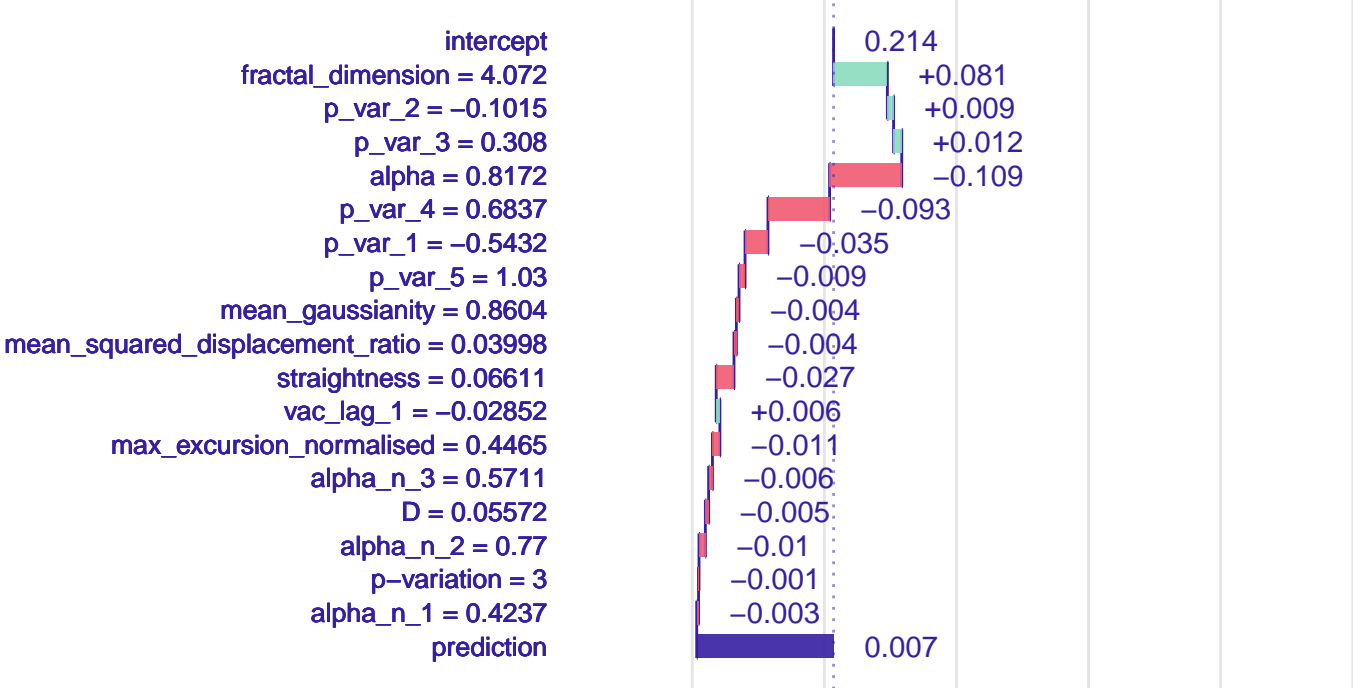 intercept 0.214
fractal_dimension = 4.072 +0.081
p_var_2 = −0.1015 +0.009
p_var_3 = 0.308 +0.012
alpha = 0.8172 −0.109
p_var_4 = 0.6837 −0.093
p_var_1 = −0.5432 −0.035
p_var_5 = 1.03 −0.009
mean_gaussianity = 0.8604 −0.004
mean_squared_displacement_ratio = 0.03998 −0.004
straightness = 0.06611 −0.027
vac_lag_1 = −0.02852 +0.006
max_excursion_normalised = 0.4465 −0.011
alpha_n_3 = 0.5711 −0.006
D = 0.05572 −0.005
alpha_n_2 = 0.77 −0.01
p−variation = 3 −0.001
alpha_n_1 = 0.4237 −0.003
prediction 0.007